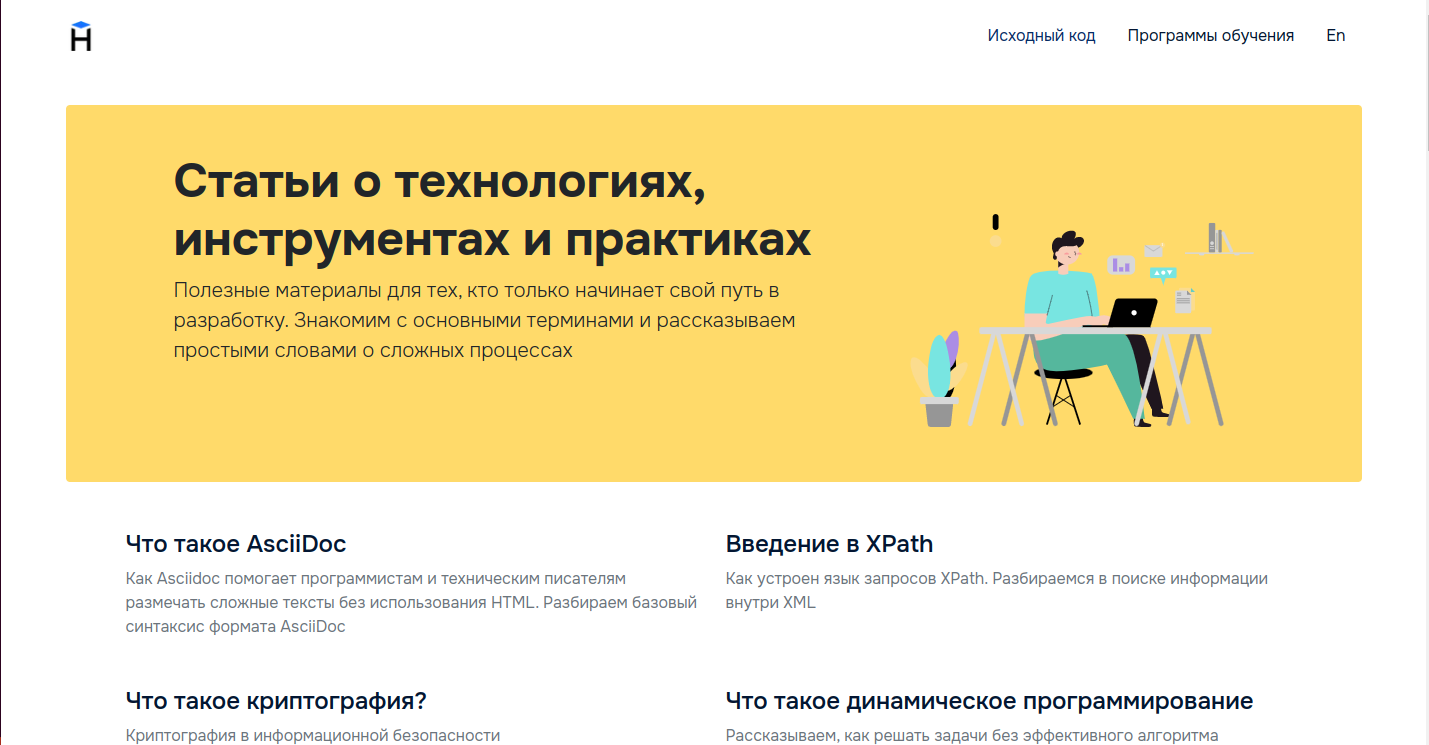 H
Исходный код
Программы обучения
En
Статьи о технологиях,
инструментах и практиках
Полезные материалы для тех, кто только начинает свой путь в
разработку. Знакомим с основными терминами и рассказываем
простыми словами о сложных процессах
Что такое AsciiDoc
Как Asciidoc помогает программистам и техническим писателям
размечать сложные тексты без использования HTML. Разбираем базовый
синтаксис формата AsciiDoc
Введение в XPath
Как устроен язык запросов XPath. Разбираемся в поиске информации
внутри XML
Что такое криптография?
Криптография в информационной безопасности
Что такое динамическое программирование
Рассказываем, как решать задачи без эффективного алгоритма